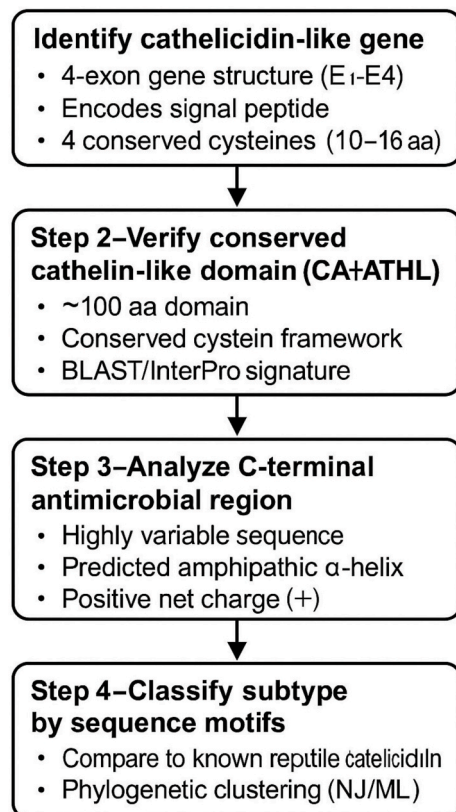 Identify cathelicidin-like gene
• 4-exon gene structure (E₁-E4)
• Encodes signal peptide
• 4 conserved cysteines (10–16 aa)
Step 2–Verify conserved
cathelin-like domain (CA+ATHL)
• ~100 aa domain
• Conserved cystein framework
• BLAST/InterPro signature
Step 3–Analyze C-terminal
antimicrobial region
• Highly variable sequence
• Predicted amphipathic α-helix
• Positive net charge (+)
Step 4–Classify subtype
by sequence motifs
• Compare to known reptile catelicidln
• Phylogenetic clustering (NJ/ML)